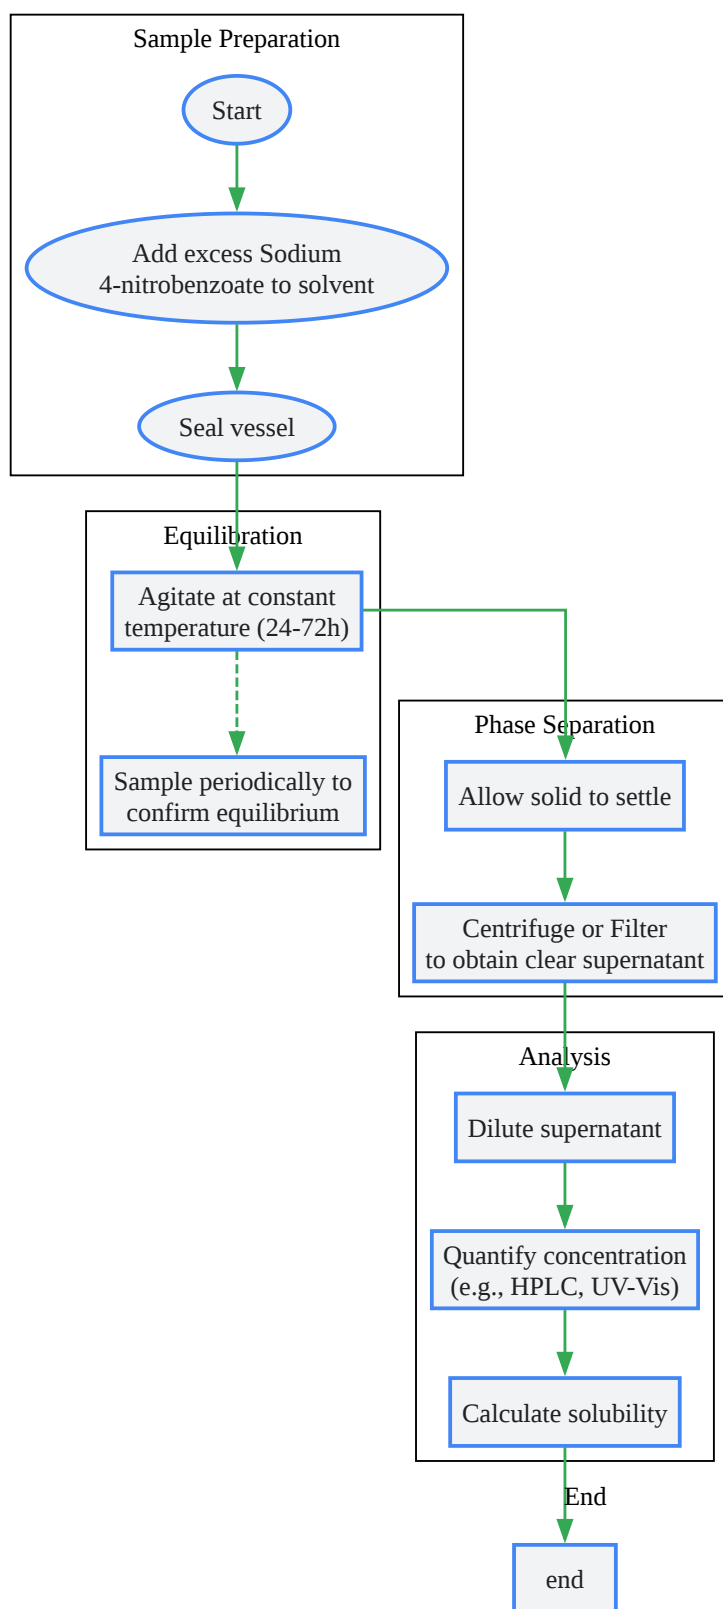 Sample Preparation
Start
Add excess Sodium
4-nitrobenzoate to solvent
Seal vessel
Equilibration
Agitate at constant
temperature (24-72h)
Sample periodically to
confirm equilibrium
Phase Separation
Allow solid to settle
Centrifuge or Filter
to obtain clear supernatant
Analysis
Dilute supernatant
Quantify concentration
(e.g., HPLC, UV-Vis)
Calculate solubility
End
end